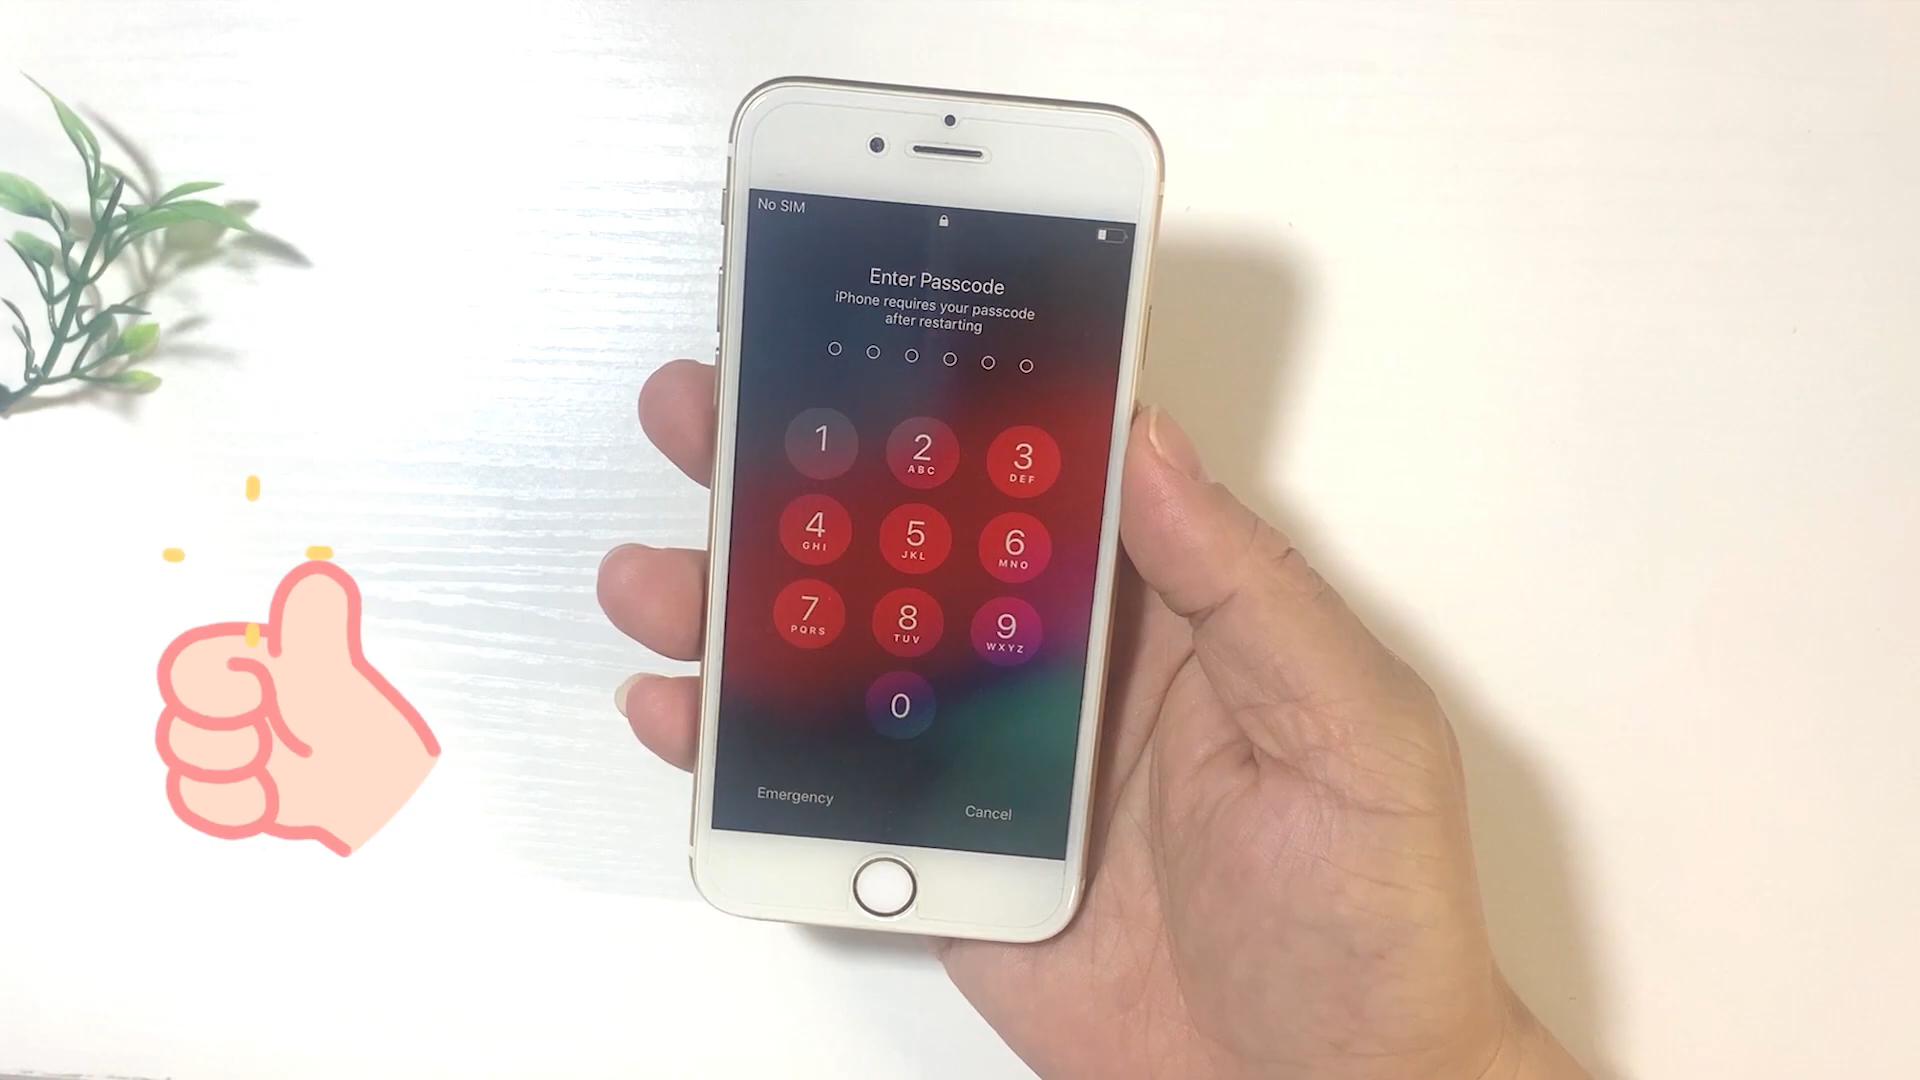 No SIM
Enter Passcode
iPhone requires your passcode
after restarting
1
2
ABC
3
DEF
4
GHI
5
JKL
6
MNO
7
PQRS
8
TUV
9
WXYZ
0
Emergency
Cancel